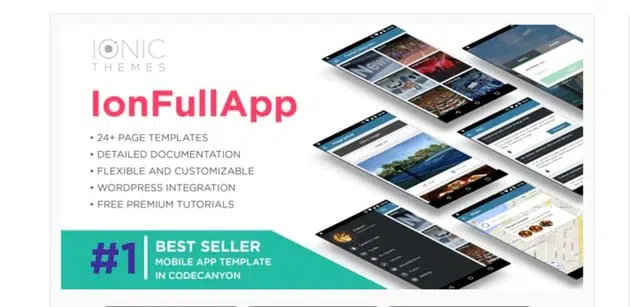 IONIC
THEMES
IonFullApp
• 24+ PAGE TEMPLATES
• DETAILED DOCUMENTATION
• FLEXIBLE AND CUSTOMIZABLE
• WORDPRESS INTEGRATION
• FREE PREMIUM TUTORIALS
#1
BEST SELLER
MOBILE APP TEMPLATE
IN CODECANYON